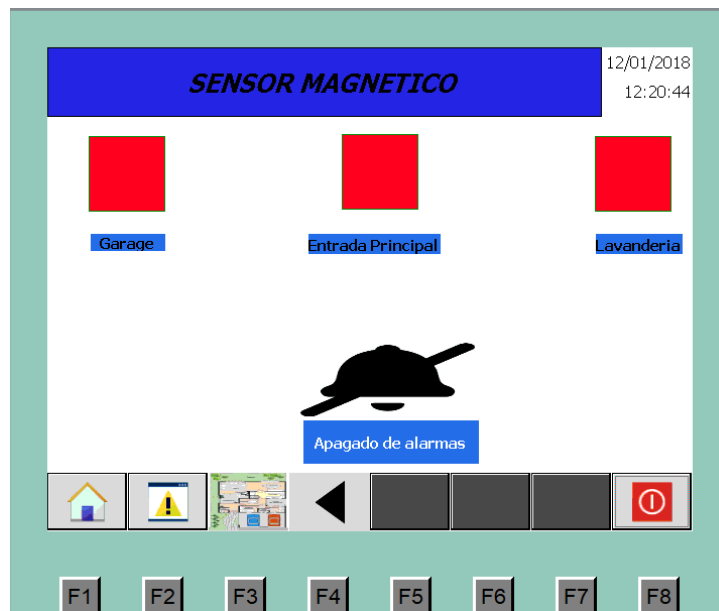 SENSOR MAGNETICO
12/01/2018
12:20:44
Garage
Entrada Principal
Lavanderia
Apagado de alarmas
F1 F2 F3 F4 F5 F6 F7 F8